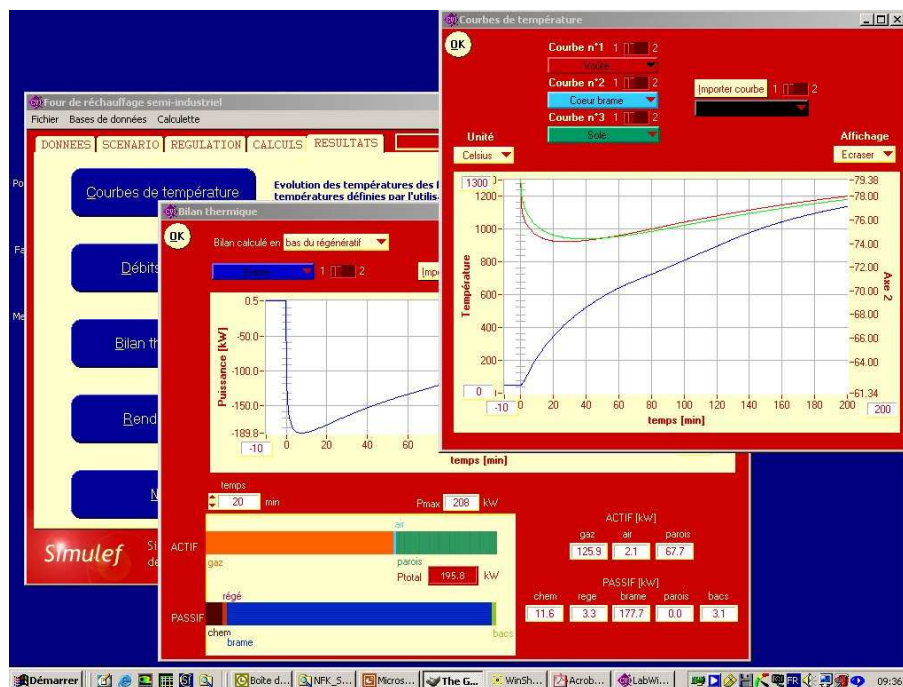 Courbes de température
OK
Courbe n°1 1 2
Voûte
Courbe n°2
Coeur brame
Courbe n°3
Sole
Importer courbe 1 2
Unité
Celsius
Affichage
Ecraser
1300
1200
1000
800
600
400
200
0
Température
-79.38
-78.00
-76.00
-74.00
-72.00
-70.00
-68.00
-66.00
-64.00
-61.34
Axe 2
-10 0 20 40 60 80 100 120 140 160 180 200
200
temps [min]
Four de réchauffage semi-industriel
Fichier Bases de données Calculette
DONNEES SCENARIO REGULATION CALCULS RESULTATS
Courbes de température
Evolution des températures des
températures définies par l'utilis
Débits
Bilan th
Rend
N
Simulef
Bilan thermique
OK
Bilan calculé en bas du régénératif
Brame 1 2
Impo
Puissance [kW]
0.5
-50.0
-100.0
-150.0
-189.8
-10 0 20 40 60
temps [min]
temps
20 min
Pmax 208 kW
ACTIF
air
gaz
parois
Ptotal 195.8 kW
PASSIF
régé
chem
brame
bacs
ACTIF [kW]
gaz air parois
125.9 2.1 67.7
PASSIF [kW]
chem rege brame parois bacs
11.6 3.3 177.7 0.0 3.1
Démarrer
Boîte d...
NFK_S...
Micros...
The G...
WinSh...
Acrob...
LabWi...
FR
09:36